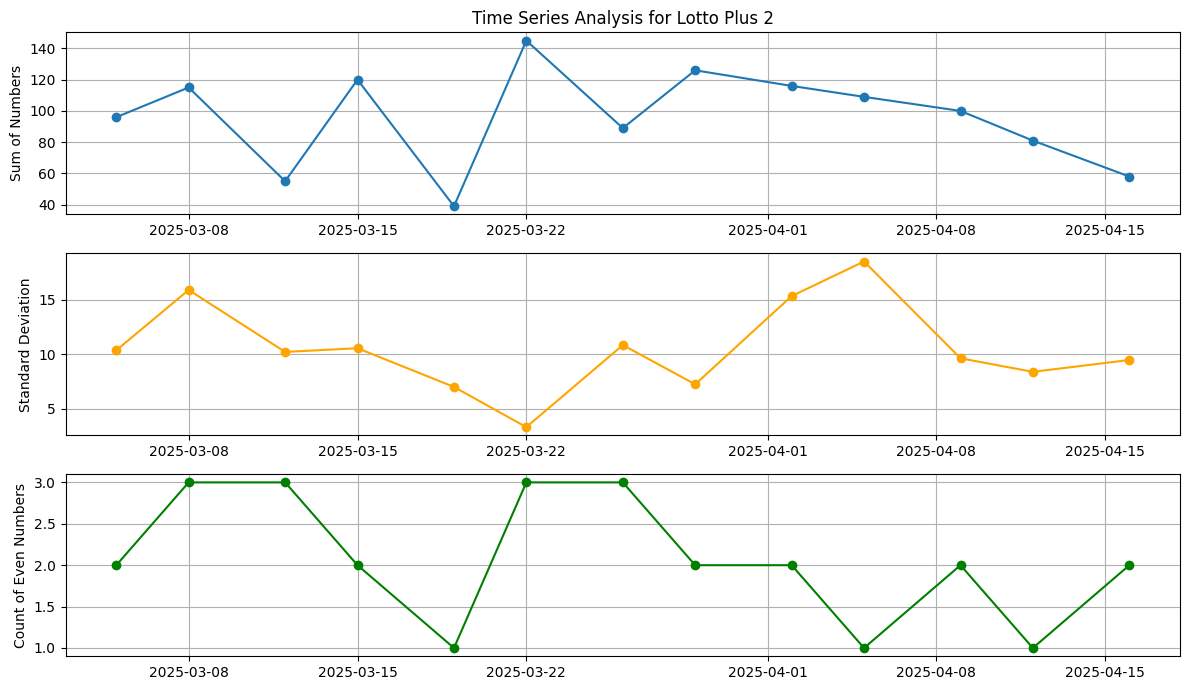 Time Series Analysis for Lotto Plus 2
Sum of Numbers
140
120
100
80
60
40
2025-03-08 2025-03-15 2025-03-22 2025-04-01 2025-04-08 2025-04-15
Standard Deviation
15
10
5
2025-03-08 2025-03-15 2025-03-22 2025-04-01 2025-04-08 2025-04-15
Count of Even Numbers
3.0
2.5
2.0
1.5
1.0
2025-03-08 2025-03-15 2025-03-22 2025-04-01 2025-04-08 2025-04-15